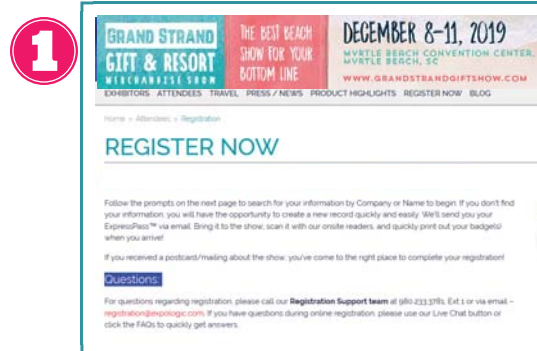 1
GRAND STRAND
GIFT & RESORT
MERCHANDISE SHOW
THE BEST BEACH
SHOW FOR YOUR
BOTTOM LINE
DECEMBER 8-11, 2019
MYRTLE BEACH CONVENTION CENTER,
MYRTLE BEACH, SC
WWW.GRANDSTRANDGIFTSHOW.COM
EXHIBITORS ATTENDEES TRAVEL PRESS / NEWS PRODUCT HIGHLIGHTS REGISTER NOW BLOG
Home » Attendees » Registration
REGISTER NOW
Follow the prompts on the next page to search for your information by Company or Name to begin. If you don't find
your information, you will have the opportunity to create a new record quickly and easily. We'll send you your
ExpressPass™ via email. Bring it to the show, scan it with our onsite readers, and quickly print out your badge(s)
when you arrive!
If you received a postcard/mailing about the show, you've come to the right place to complete your registration!
Questions:
For questions regarding registration, please call our Registration Support team at 980.233.3781, Ext 1 or via email –
registration@expologic.com. If you have questions during online registration, please use our Live Chat button or
click the FAQs to quickly get answers.